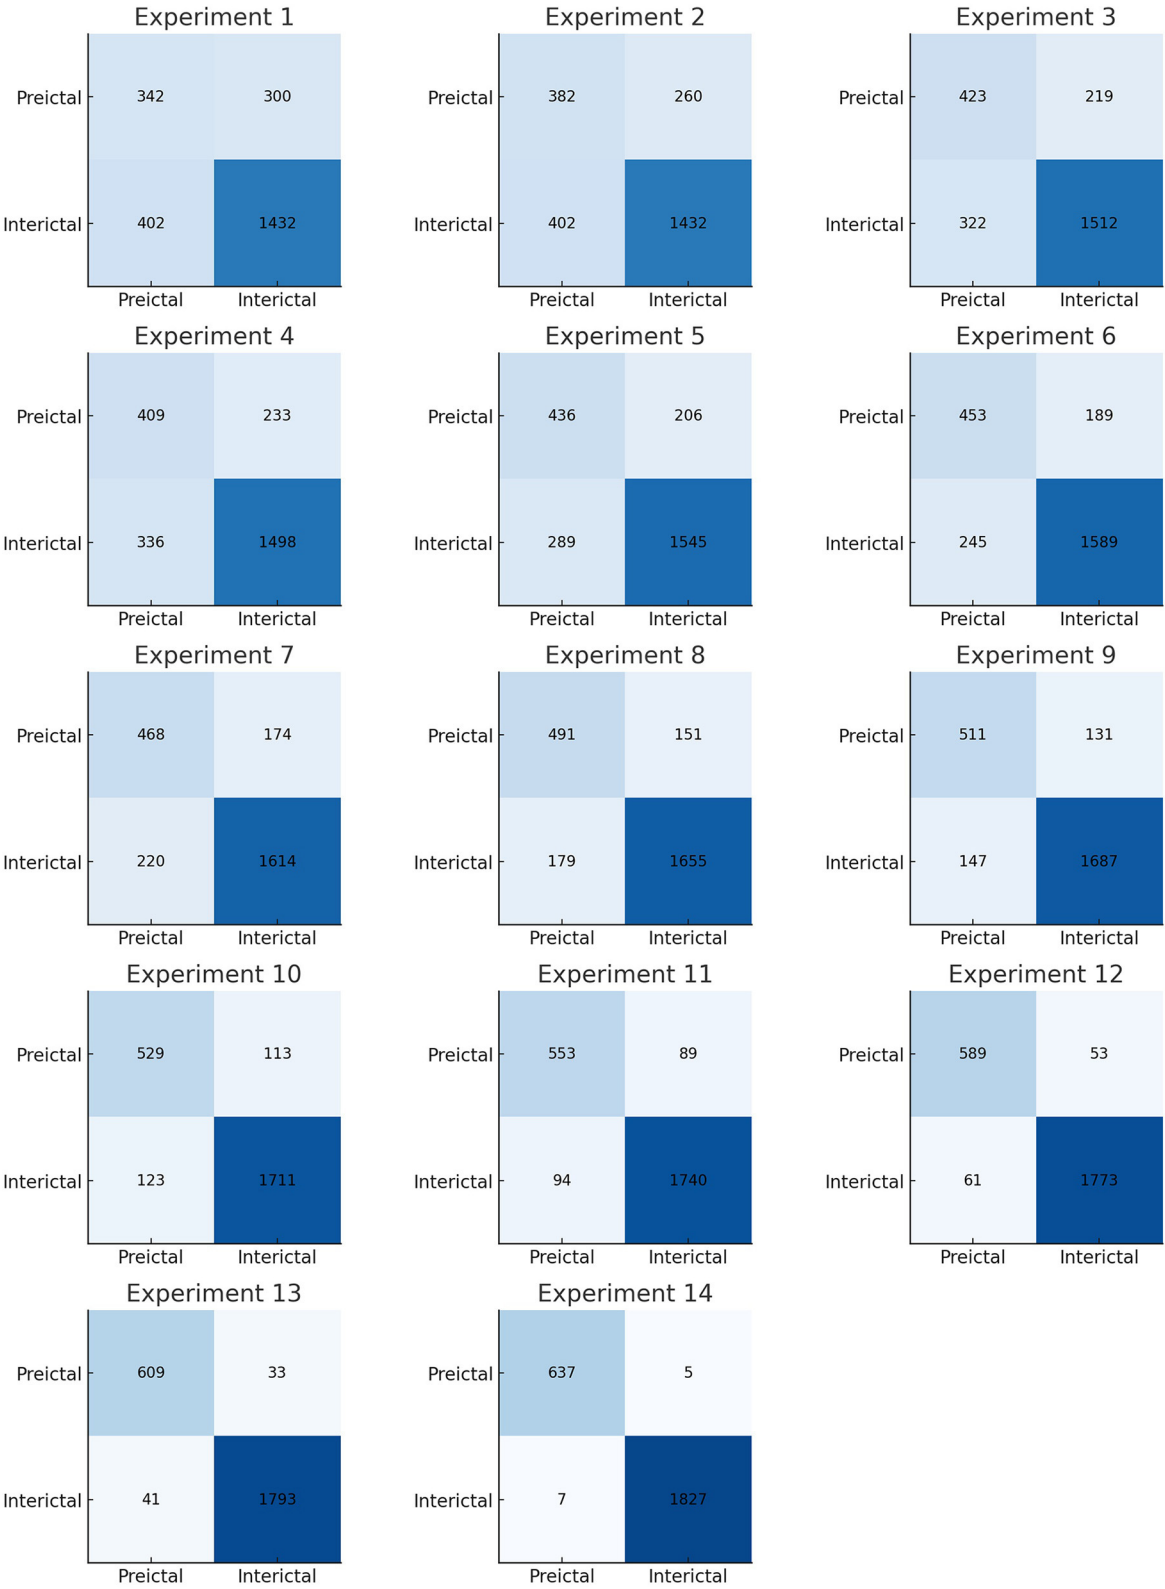 Experiment 1
Preictal
342
300
Interictal
402
1432
Preictal
Interictal
Experiment 2
Preictal
382
260
Interictal
402
1432
Preictal
Interictal
Experiment 3
Preictal
423
219
Interictal
322
1512
Preictal
Interictal
Experiment 4
Preictal
409
233
Interictal
336
1498
Preictal
Interictal
Experiment 5
Preictal
436
206
Interictal
289
1545
Preictal
Interictal
Experiment 6
Preictal
453
189
Interictal
245
1589
Preictal
Interictal
Experiment 7
Preictal
468
174
Interictal
220
1614
Preictal
Interictal
Experiment 8
Preictal
491
151
Interictal
179
1655
Preictal
Interictal
Experiment 9
Preictal
511
131
Interictal
147
1687
Preictal
Interictal
Experiment 10
Preictal
529
113
Interictal
123
1711
Preictal
Interictal
Experiment 11
Preictal
553
89
Interictal
94
1740
Preictal
Interictal
Experiment 12
Preictal
589
53
Interictal
61
1773
Preictal
Interictal
Experiment 13
Preictal
609
33
Interictal
41
1793
Preictal
Interictal
Experiment 14
Preictal
637
5
Interictal
7
1827
Preictal
Interictal